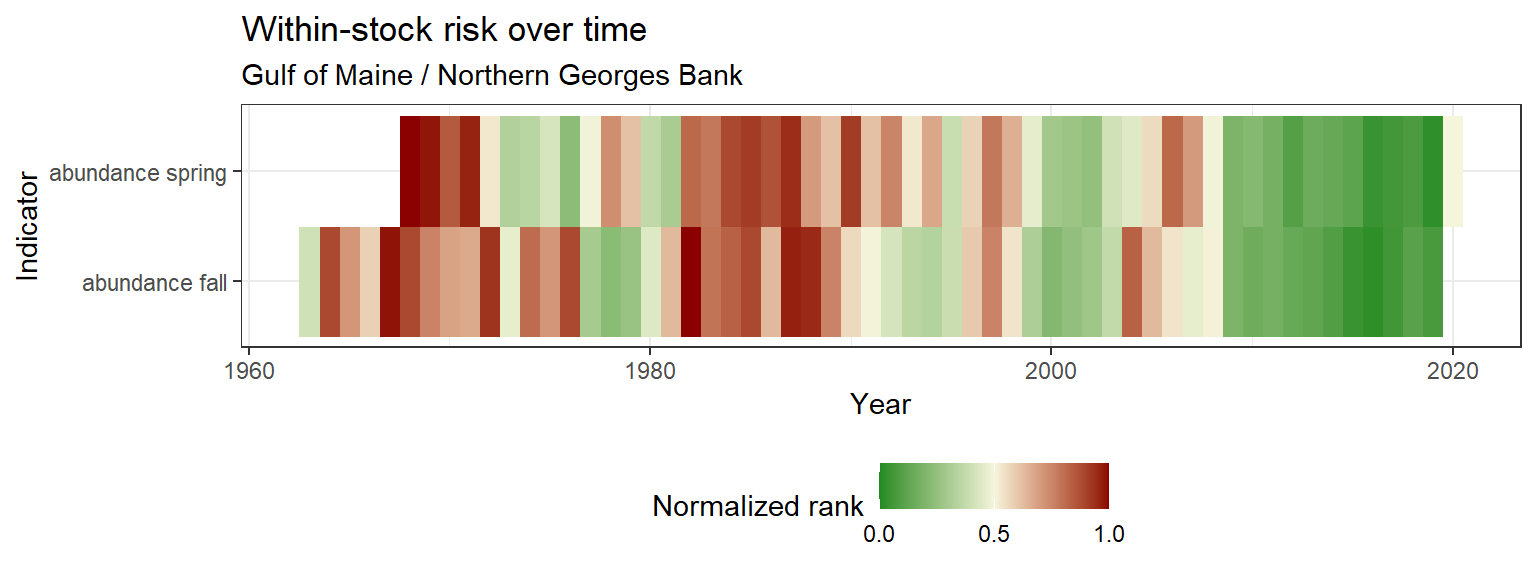 Within-stock risk over time
Gulf of Maine / Northern Georges Bank
Indicator
abundance spring
abundance fall
1960 1980 2000 2020
Year
Normalized rank
0.0 0.5 1.0